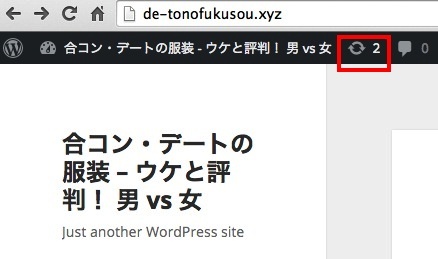 de-tonofukusou.xyz
合コン・デートの服装 - ウケと評判！ 男 vs 女 2 0
合コン・デートの
服装 – ウケと評
判！ 男 vs 女
Just another WordPress site